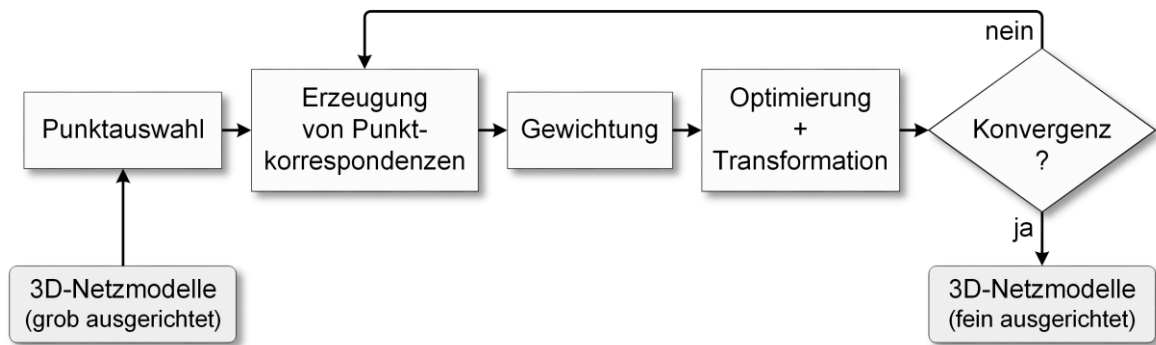 nein
Punktauswahl
Erzeugung
von Punkt-
korrespondenzen
Gewichtung
Optimierung
+
Transformation
Konvergenz
?
ja
3D-Netzmodelle
(grob ausgerichtet)
3D-Netzmodelle
(fein ausgerichtet)